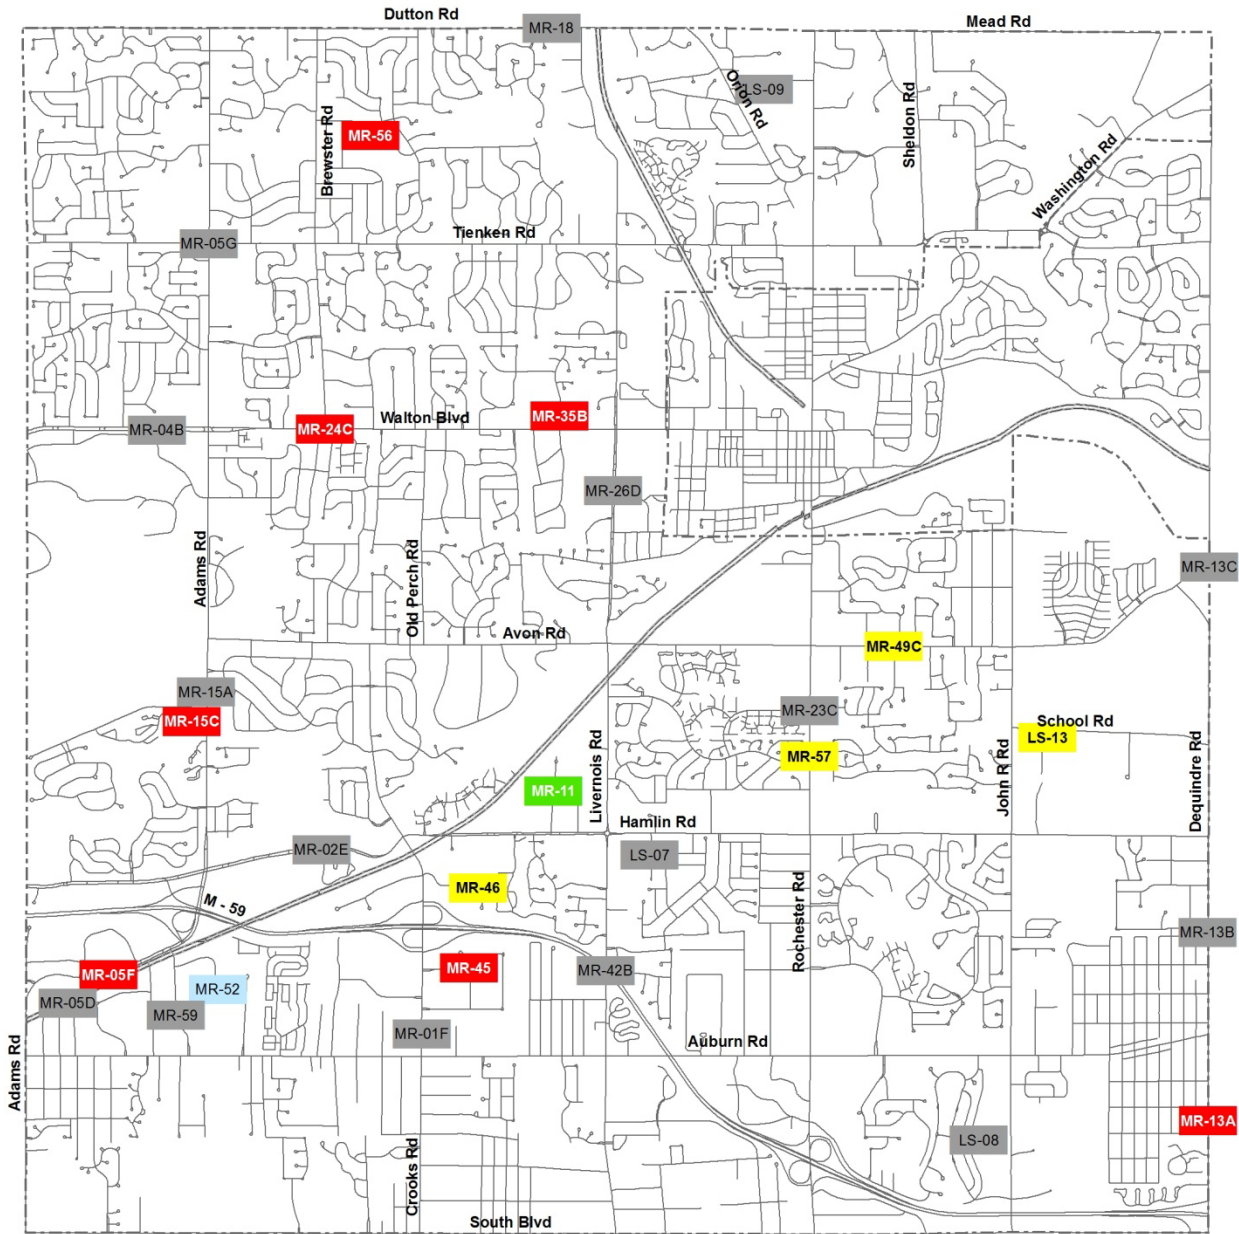 Dutton Rd
MR-18
Mead Rd
Orion Rd
LS-09
Brewster Rd
MR-56
Sheldon Rd
Washington Rd
MR-05G
Tienken Rd
MR-04B
MR-24C
Walton Blvd
MR-35B
MR-26D
Adams Rd
Old Perch Rd
MR-13C
Avon Rd
MR-49C
MR-15A
MR-15C
MR-23C
School Rd
LS-13
MR-57
Livernois Rd
John R Rd
Dequindre Rd
MR-11
Hamlin Rd
MR-02E
LS-07
MR-46
M - 59
Rochester Rd
MR-13B
MR-05F
MR-45
MR-42B
MR-52
MR-05D
MR-59
MR-01F
Auburn Rd
Adams Rd
MR-13A
LS-08
Crooks Rd
South Blvd